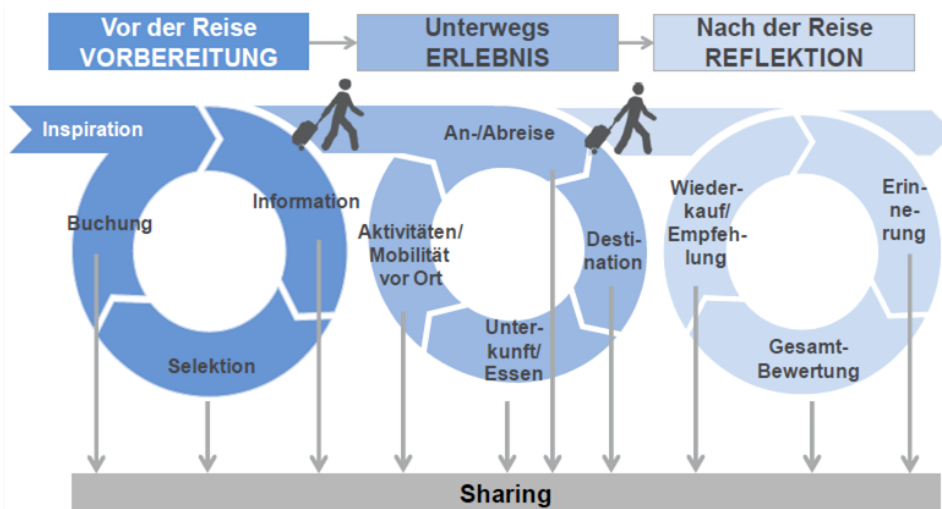 Vor der Reise
VORBEREITUNG
Unterwegs
ERLEBNIS
Nach der Reise
REFLEKTION
Inspiration
Information
Selektion
Buchung
An-/Abreise
Desti-
nation
Unter-
kunft/
Essen
Aktivitäten/
Mobilität
vor Ort
Erin-
ne-
rung
Gesamt-
Bewertung
Wieder-
kauf/
Empfeh-
lung
Sharing